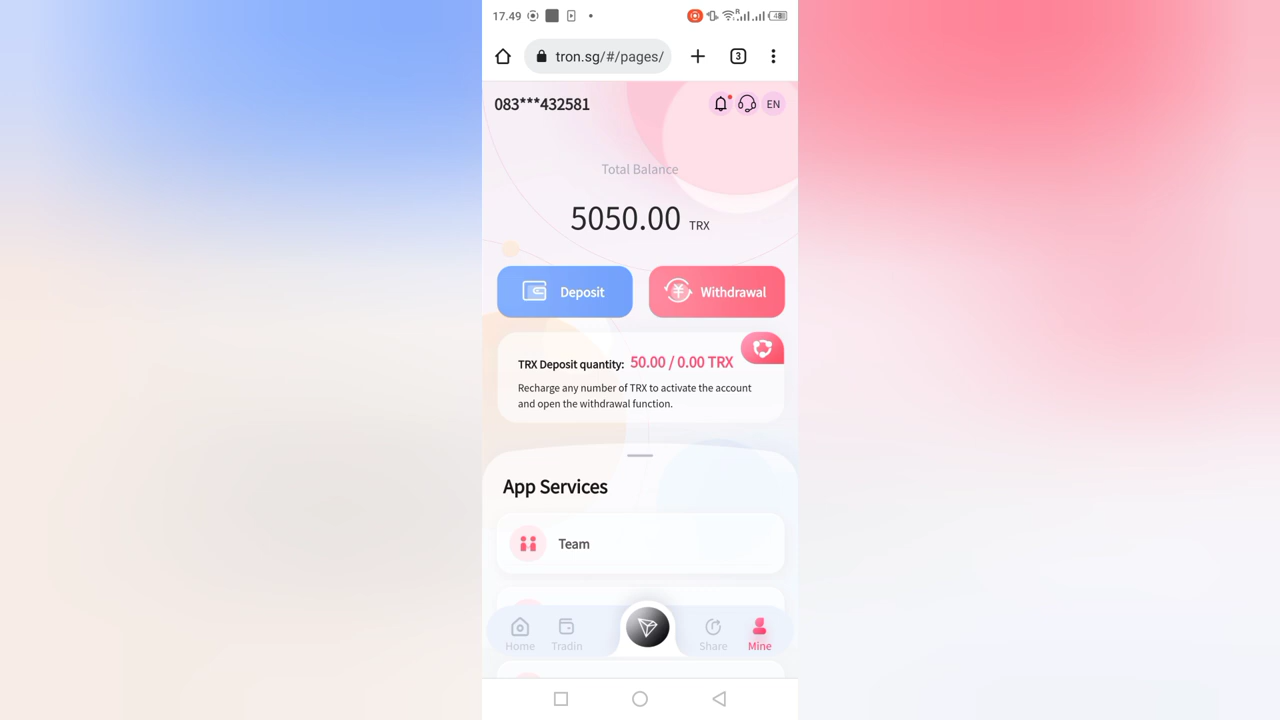 17.49
R
48
tron.sg/#/pages/
3
083***432581
EN
Total Balance
5050.00 TRX
Deposit
¥
Withdrawal
TRX Deposit quantity: 50.00 / 0.00 TRX
Recharge any number of TRX to activate the account
and open the withdrawal function.
App Services
Team
Home
Tradin
Share
Mine